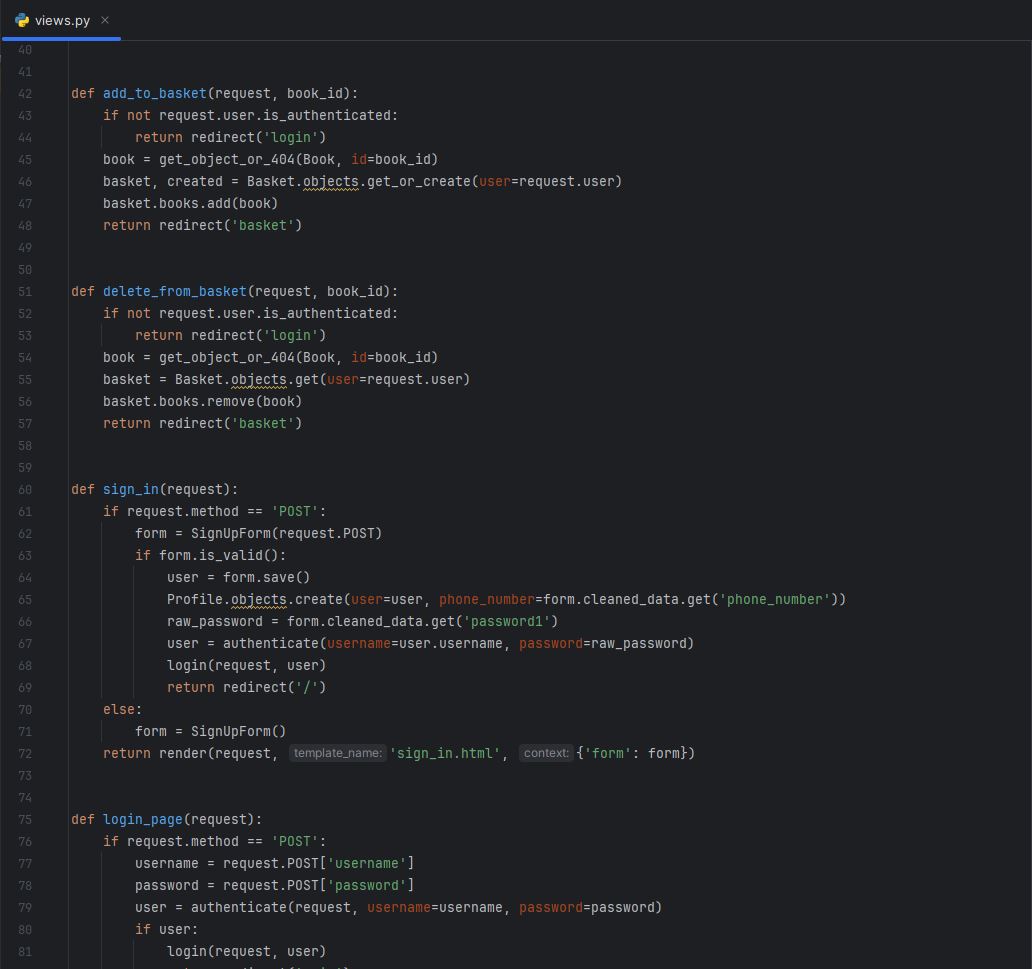 views.py
40
41
42 def add_to_basket(request, book_id):
43     if not request.user.is_authenticated:
44         return redirect('login')
45     book = get_object_or_404(Book, id=book_id)
46     basket, created = Basket.objects.get_or_create(user=request.user)
47     basket.books.add(book)
48     return redirect('basket')
49
50
51 def delete_from_basket(request, book_id):
52     if not request.user.is_authenticated:
53         return redirect('login')
54     book = get_object_or_404(Book, id=book_id)
55     basket = Basket.objects.get(user=request.user)
56     basket.books.remove(book)
57     return redirect('basket')
58
59
60 def sign_in(request):
61     if request.method == 'POST':
62         form = SignUpForm(request.POST)
63         if form.is_valid():
64             user = form.save()
65             Profile.objects.create(user=user, phone_number=form.cleaned_data.get('phone_number'))
66             raw_password = form.cleaned_data.get('password1')
67             user = authenticate(username=user.username, password=raw_password)
68             login(request, user)
69             return redirect('/')
70     else:
71         form = SignUpForm()
72     return render(request, template_name: 'sign_in.html', context: {'form': form})
73
74
75 def login_page(request):
76     if request.method == 'POST':
77         username = request.POST['username']
78         password = request.POST['password']
79         user = authenticate(request, username=username, password=password)
80         if user:
81             login(request, user)